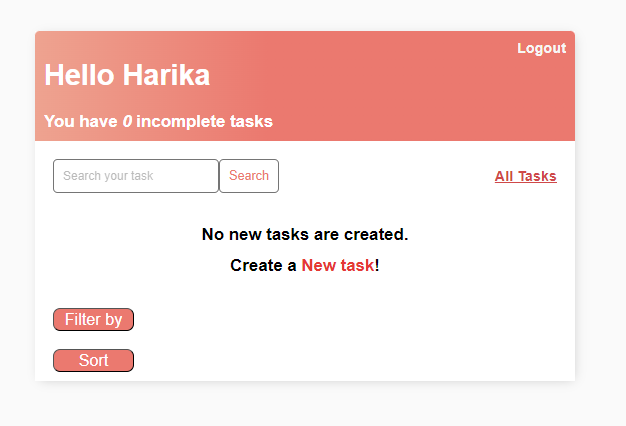 Logout
Hello Harika
You have 0 incomplete tasks
Search your task
Search
All Tasks
No new tasks are created.
Create a New task!
Filter by
Sort